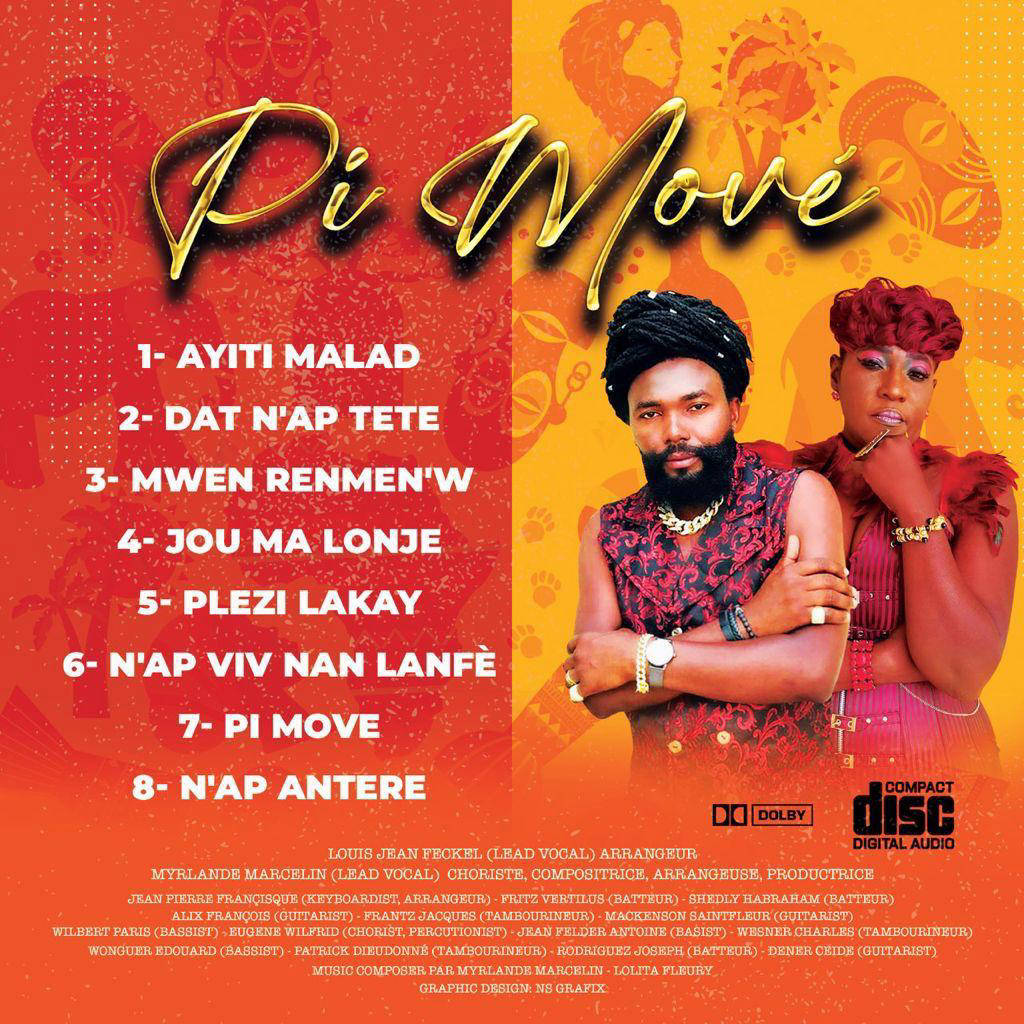 Pi Mové
1- AYITI MALAD
2- DAT N'AP TETE
3- MWEN RENMEN'W
4- JOU MA LONJE
5- PLEZI LAKAY
6- N'AP VIV NAN LANFÈ
7- PI MOVE
8- N'AP ANTERE
DOLBY
COMPACT
disc
DIGITAL AUDIO
LOUIS JEAN FECKEL (LEAD VOCAL) ARRANGEUR
MYRLANDE MARCELIN (LEAD VOCAL) CHORISTE, COMPOSITRICE, ARRANGEUSE, PRODUCTRICE
JEAN PIERRE FRANÇISQUE (KEYBOARDIST, ARRANGEUR) - FRITZ VERTILUS (BATTEUR) - SHEDLY HABRAHAM (BATTEUR)
ALIX FRANÇOIS (GUITARIST) - FRANTZ JACQUES (TAMBOURINEUR) - MACKENSON SAINTFLEUR (GUITARIST)
WILBERT PARIS (BASSIST) - EUGENE WILFRID (CHORIST, PERCUTIONIST) - JEAN FELDER ANTOINE (BASIST) - WESNER CHARLES (TAMBOURINEUR)
WONGUER EDOUARD (BASSIST) - PATRICK DIEUDONNÉ (TAMBOURINEUR) - RODRIGUEZ JOSEPH (BATTEUR) - DENER CEIDE (GUITARIST)
MUSIC COMPOSER PAR MYRLANDE MARCELIN - LOLITA FLEURY
GRAPHIC DESIGN: NS GRAFIX